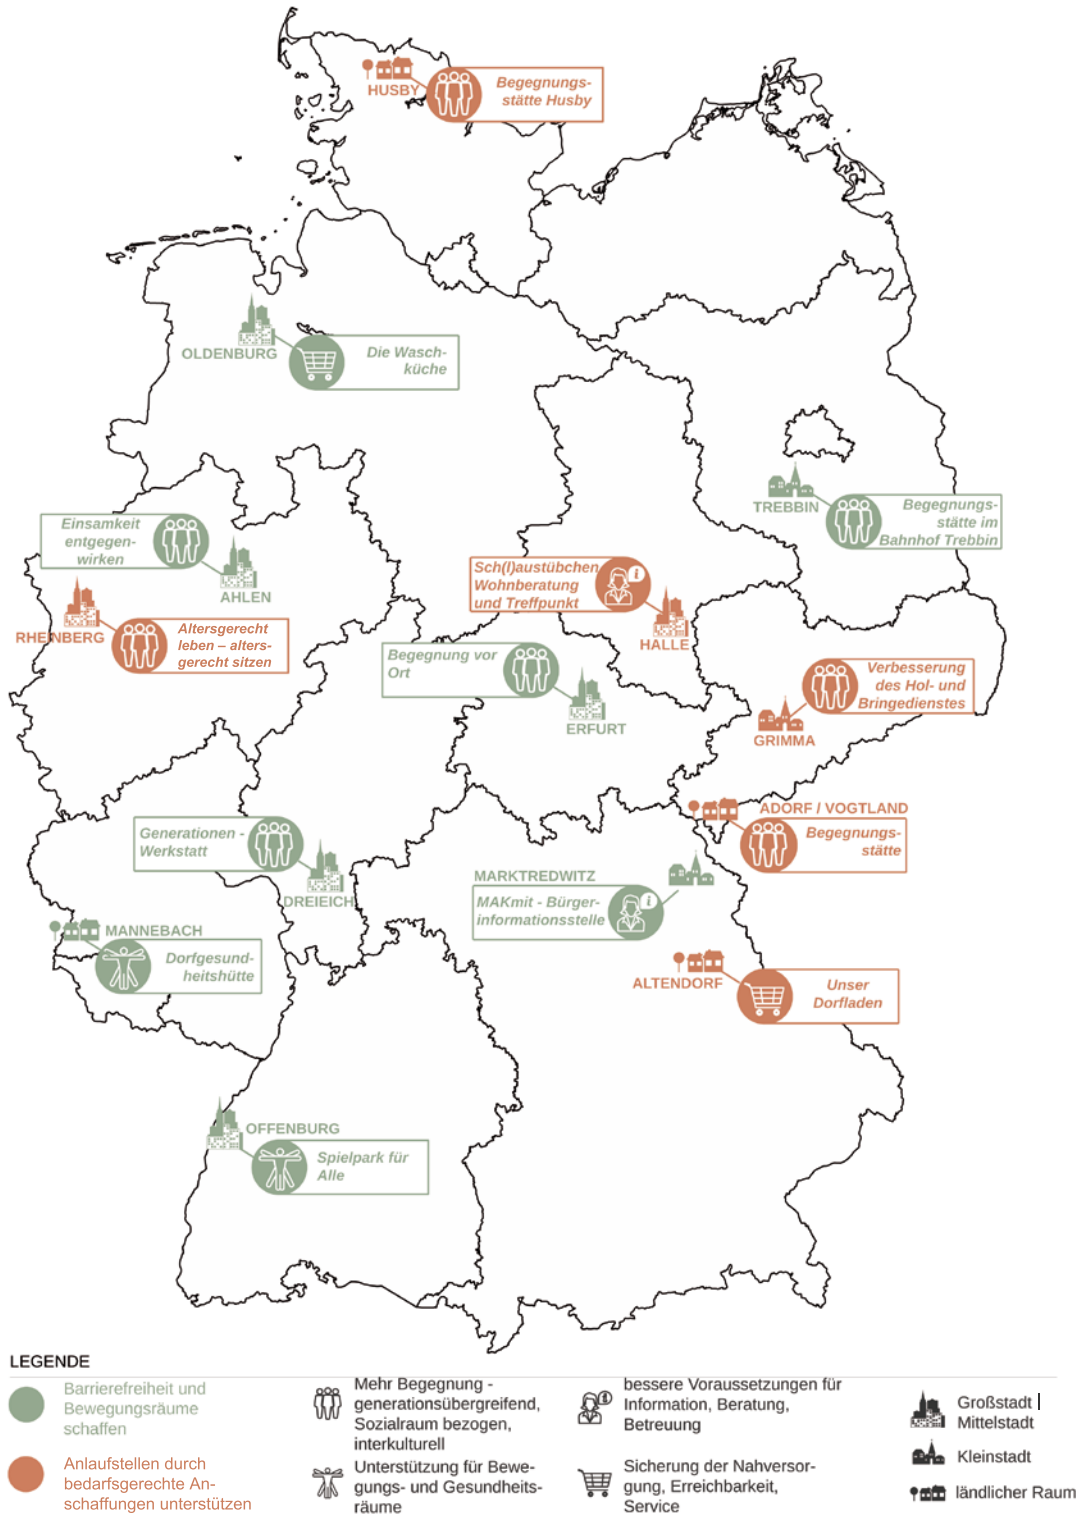 HUSBY
Begegnungs-
stätte Husby
OLDENBURG
Die Wasch-
küche
TREBBIN
Begegnungs-
stätte im
Bahnhof Trebbin
Einsamkeit
entgegen-
wirken
AHLEN
Sch(l)austübchen
Wohnberatung
und Treffpunkt
HALLE
RHEINBERG
Altersgerecht
leben – alters-
gerecht sitzen
Begegnung vor
Ort
ERFURT
Verbesserung
des Hol- und
Bringedienstes
GRIMMA
ADORF / VOGTLAND
Begegnungs-
stätte
Generationen -
Werkstatt
DREIEICH
MARKTREDWITZ
MAKmit - Bürger-
informationsstelle
MANNEBACH
Dorfgesund-
heitshütte
ALTENDORF
Unser
Dorfladen
OFFENBURG
Spielpark für
Alle
LEGENDE
Barrierefreiheit und
Bewegungsräume
schaffen
Anlaufstellen durch
bedarfsgerechte An-
schaffungen unterstützen
Mehr Begegnung -
generationsübergreifend,
Sozialraum bezogen,
interkulturell
Unterstützung für Bewe-
gungs- und Gesundheits-
räume
bessere Voraussetzungen für
Information, Beratung,
Betreuung
Sicherung der Nahversor-
gung, Erreichbarkeit,
Service
Großstadt |
Mittelstadt
Kleinstadt
ländlicher Raum